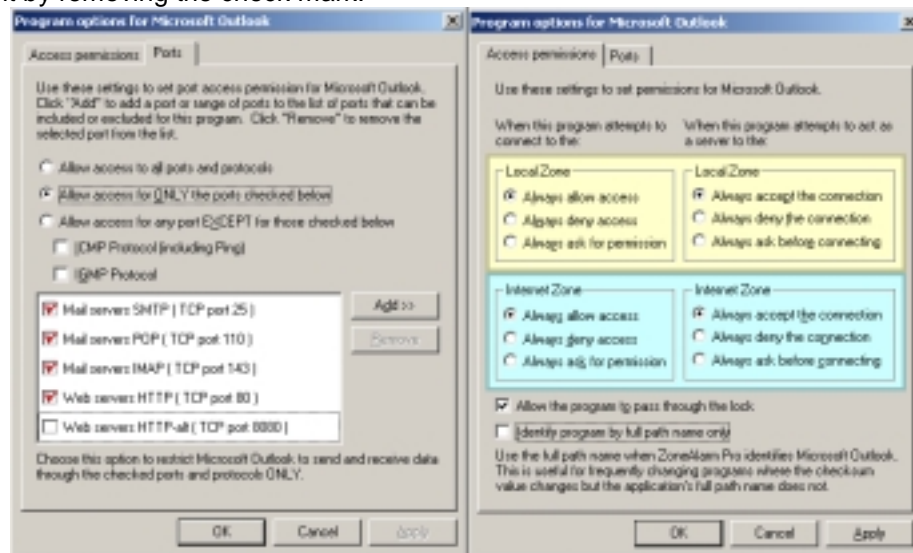 t by removing the check mark.
Program options for Microsoft Outlook
Access permissions Ports
Use these settings to set port access permission for Microsoft Outlook.
Click "Add" to add a port or range of ports to the list of ports that can be
included or excluded for this program. Click "Remove" to remove the
selected port from the list.
Allow access to all ports and protocols
Allow access for ONLY the ports checked below
Allow access for any port EXCEPT for those checked below
ICMP Protocol (including Ping)
IGMP Protocol
Mail servers SMTP ( TCP port 25 )
Mail servers POP ( TCP port 110 )
Mail servers IMAP ( TCP port 143 )
Web servers HTTP ( TCP port 80 )
Web servers HTTP-alt ( TCP port 8080 )
Add >>
Remove
Choose this option to restrict Microsoft Outlook to send and receive data
through the checked ports and protocols ONLY.
OK Cancel Apply
Program options for Microsoft Outlook
Access permissions Ports
Use these settings to set permissions for Microsoft Outlook.
When this program attempts to
connect to the:
When this program attempts to act as
a server to the:
Local Zone
Always allow access
Always deny access
Always ask for permission
Local Zone
Always accept the connection
Always deny the connection
Always ask before connecting
Internet Zone
Always allow access
Always deny access
Always ask for permission
Internet Zone
Always accept the connection
Always deny the connection
Always ask before connecting
Allow the program to pass through the lock
Identify program by full path name only
Use the full path name when ZoneAlarm Pro identifies Microsoft Outlook.
This is useful for frequently changing programs where the checksum
value changes but the application's full path name does not.
OK Cancel Apply